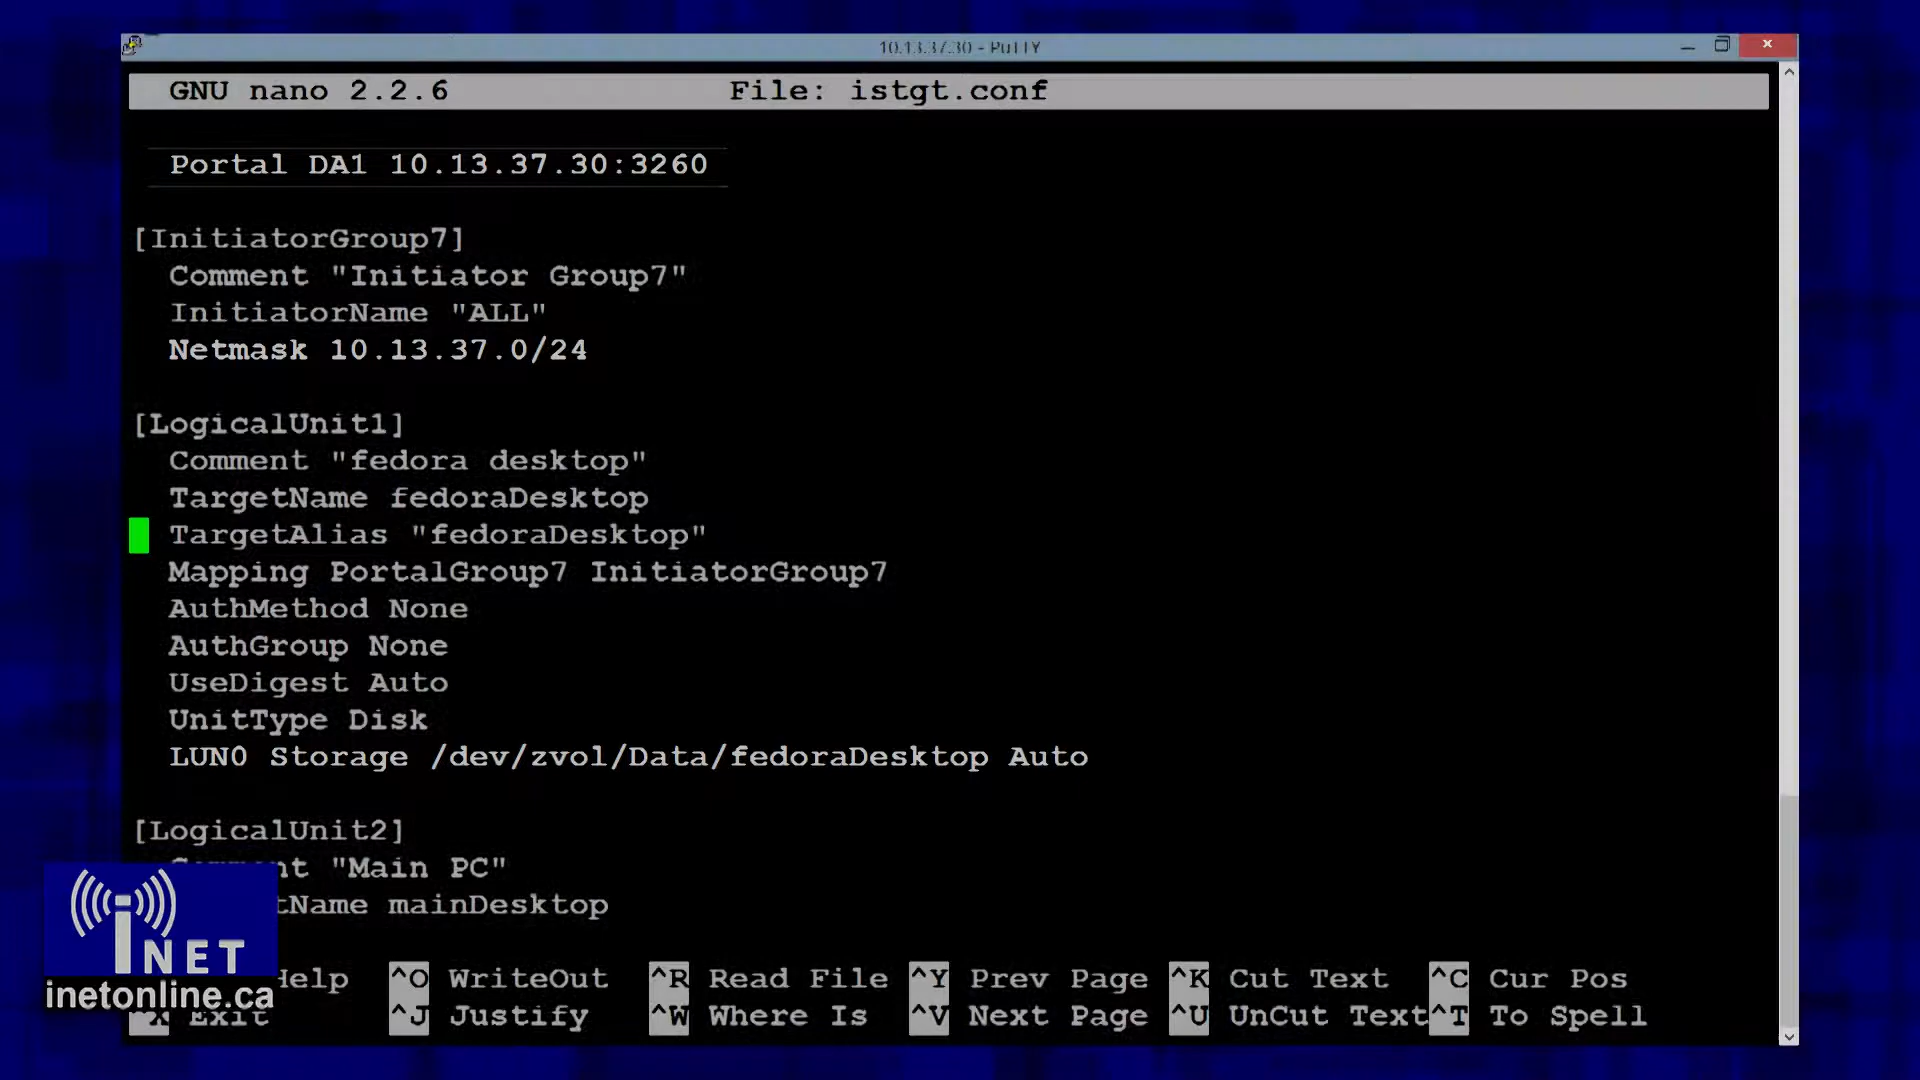 10.13.37.30 - PuTTY
GNU nano 2.2.6 File: istgt.conf
Portal DA1 10.13.37.30:3260
[InitiatorGroup7]
Comment "Initiator Group7"
InitiatorName "ALL"
Netmask 10.13.37.0/24
[LogicalUnit1]
Comment "fedora desktop"
TargetName fedoraDesktop
TargetAlias "fedoraDesktop"
Mapping PortalGroup7 InitiatorGroup7
AuthMethod None
AuthGroup None
UseDigest Auto
UnitType Disk
LUN0 Storage /dev/zvol/Data/fedoraDesktop Auto
[LogicalUnit2]
Comment "Main PC"
tName mainDesktop
Help ^O WriteOut ^R Read File ^Y Prev Page ^K Cut Text ^C Cur Pos
^X Exit ^J Justify ^W Where Is ^V Next Page ^U UnCut Text ^T To Spell
iNET
inetonline.ca